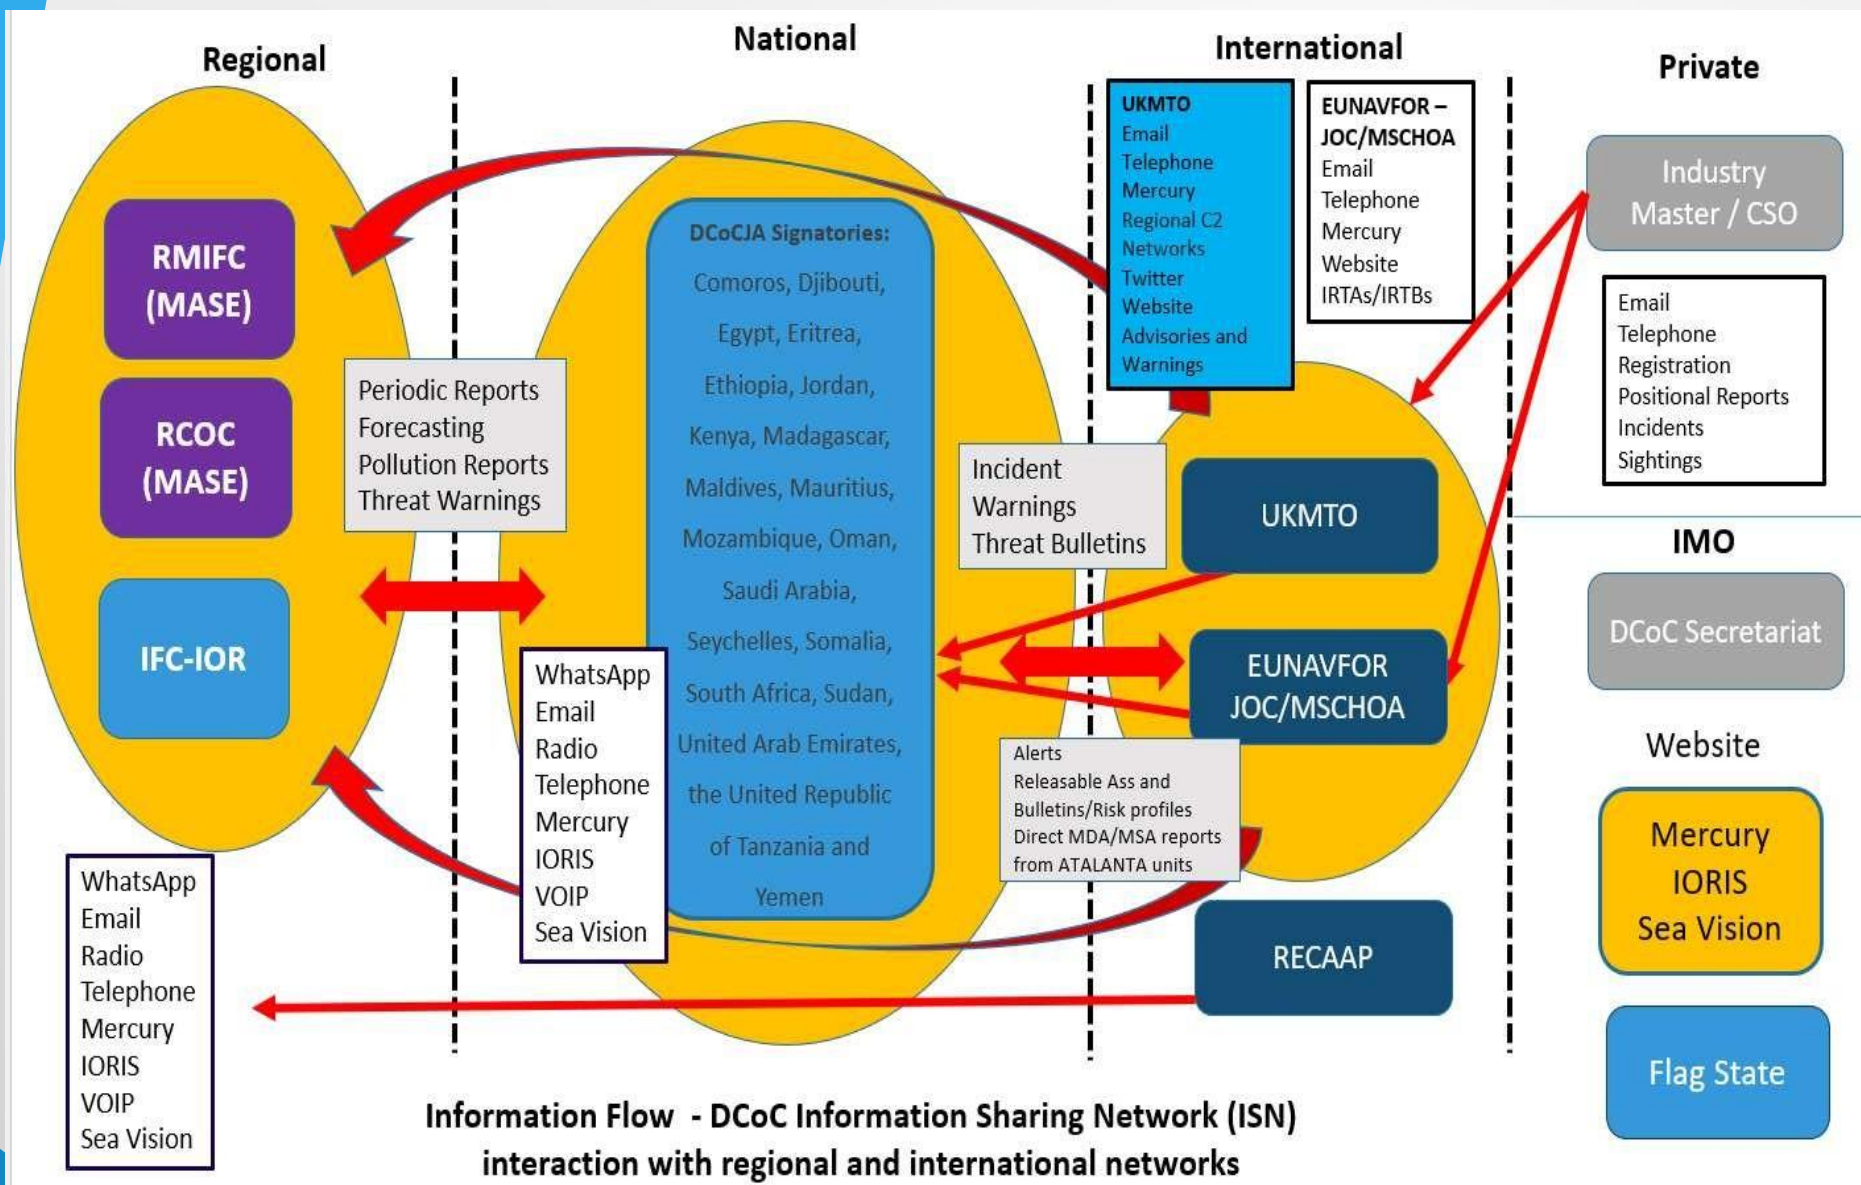 Regional
National
International
Private
RMIFC
(MASE)
RCOC
(MASE)
IFC-IOR
Periodic Reports
Forecasting
Pollution Reports
Threat Warnings
WhatsApp
Email
Radio
Telephone
Mercury
IORIS
VOIP
Sea Vision
DCoCJA Signatories:
Comoros, Djibouti,
Egypt, Eritrea,
Ethiopia, Jordan,
Kenya, Madagascar,
Maldives, Mauritius,
Mozambique, Oman,
Saudi Arabia,
Seychelles, Somalia,
South Africa, Sudan,
United Arab Emirates,
the United Republic
of Tanzania and
Yemen
WhatsApp
Email
Radio
Telephone
Mercury
IORIS
VOIP
Sea Vision
UKMTO
Email
Telephone
Mercury
Regional C2
Networks
Twitter
Website
Advisories and
Warnings
EUNAVFOR –
JOC/MSCHOA
Email
Telephone
Mercury
Website
IRTAs/IRTBs
Incident
Warnings
Threat Bulletins
UKMTO
EUNAVFOR
JOC/MSCHOA
Alerts
Releasable Ass and
Bulletins/Risk profiles
Direct MDA/MSA reports
from ATALANTA units
RECAAP
Industry
Master / CSO
Email
Telephone
Registration
Positional Reports
Incidents
Sightings
IMO
DCoC Secretariat
Website
Mercury
IORIS
Sea Vision
Flag State
Information Flow - DCoC Information Sharing Network (ISN)
interaction with regional and international networks